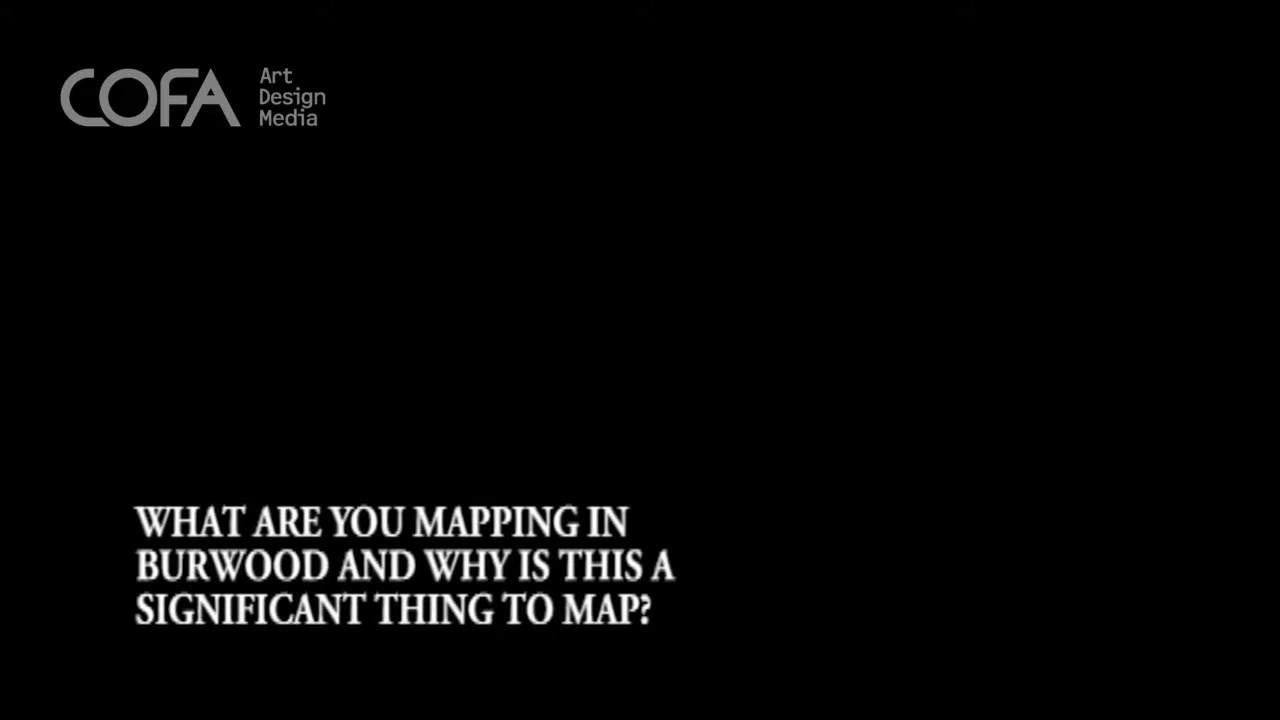 COFA
Art
Design
Media
WHAT ARE YOU MAPPING IN
BURWOOD AND WHY IS THIS A
SIGNIFICANT THING TO MAP?